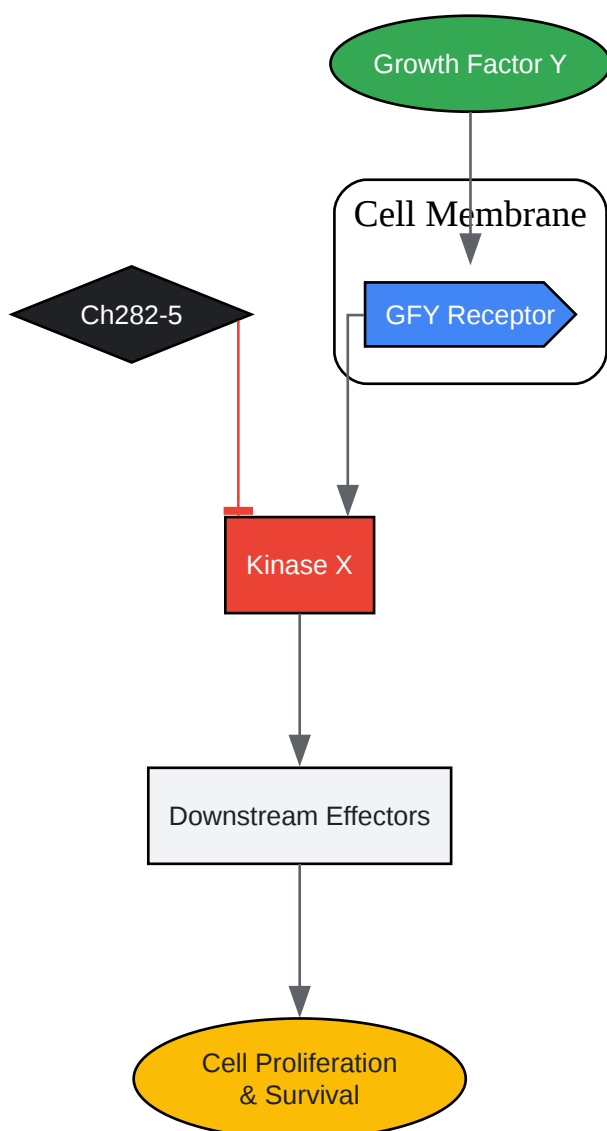 Growth Factor Y
Cell Membrane
Ch282-5
GFY Receptor
Kinase X
Downstream Effectors
Cell Proliferation
& Survival